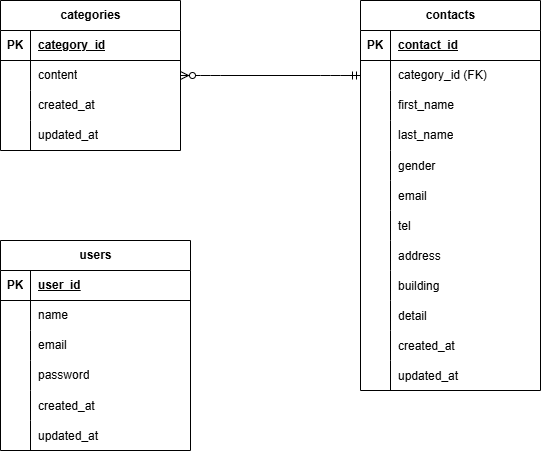 categories
PK category_id
content
created_at
updated_at
contacts
PK contact_id
category_id (FK)
first_name
last_name
gender
email
tel
address
building
detail
created_at
updated_at
users
PK user_id
name
email
password
created_at
updated_at